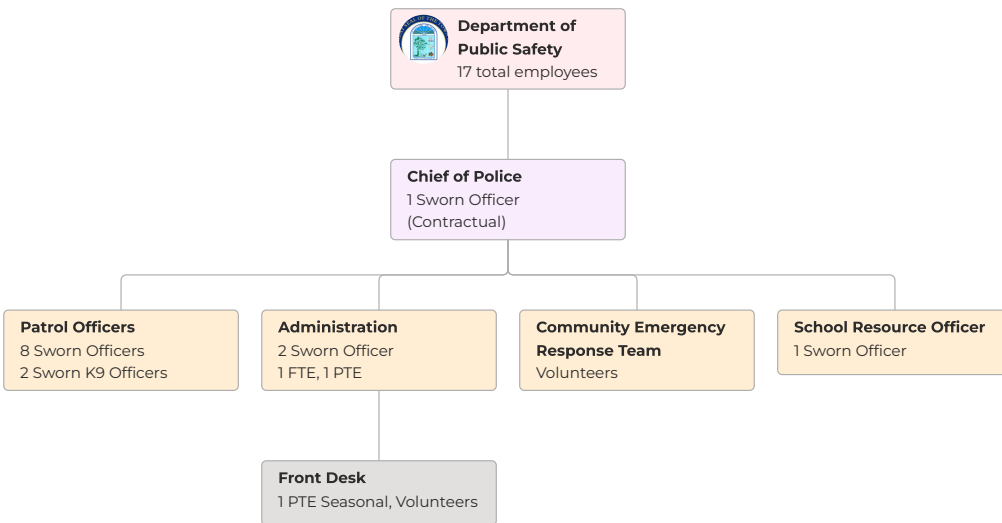 Department of
Public Safety
17 total employees
Chief of Police
1 Sworn Officer
(Contractual)
Patrol Officers
8 Sworn Officers
2 Sworn K9 Officers
Administration
2 Sworn Officer
1 FTE, 1 PTE
Community Emergency
Response Team
Volunteers
School Resource Officer
1 Sworn Officer
Front Desk
1 PTE Seasonal, Volunteers